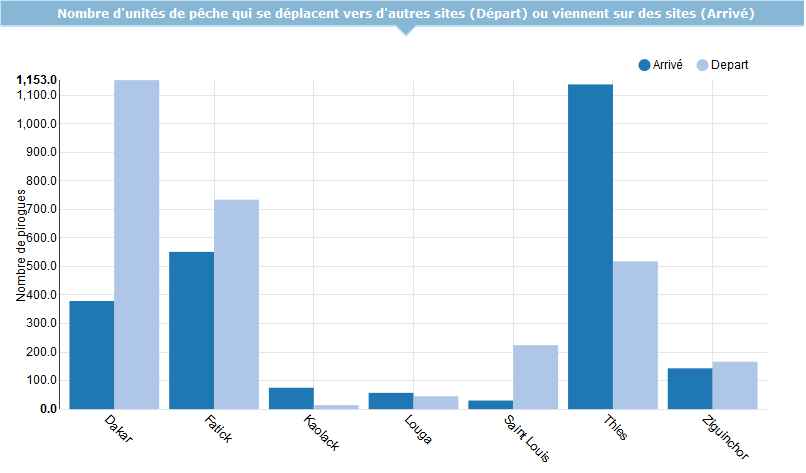 Nombre d'unités de pêche qui se déplacent vers d'autres sites (Départ) ou viennent sur des sites (Arrivé)
Arrivé
Depart
Nombre de pirogues
1,153.0
1,100.0
1,000.0
900.0
800.0
700.0
600.0
500.0
400.0
300.0
200.0
100.0
0.0
Dakar
Fatick
Kaolack
Louga
Saint Louis
Thies
Ziguinchor